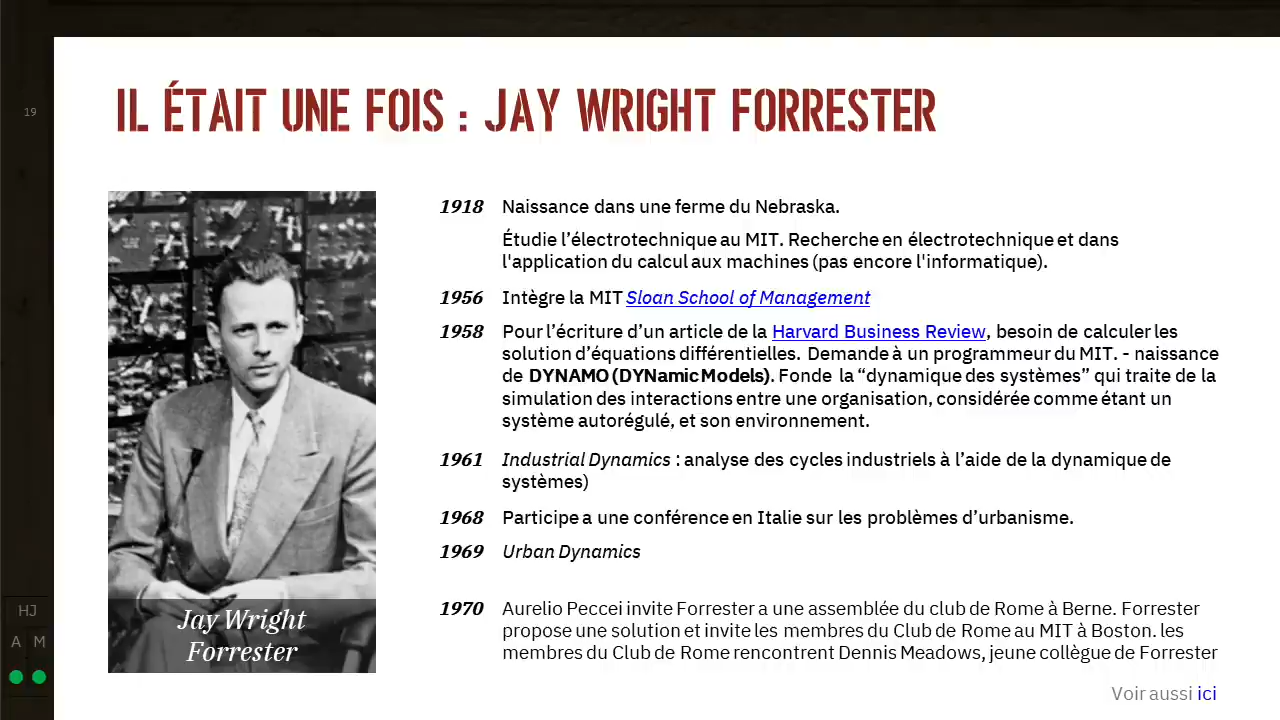 IL ÉTAIT UNE FOIS : JAY WRIGHT FORRESTER
19
1918 Naissance dans une ferme du Nebraska.
Étudie l’électrotechnique au MIT. Recherche en électrotechnique et dans
l'application du calcul aux machines (pas encore l'informatique).
1956 Intègre la MIT Sloan School of Management
1958 Pour l’écriture d’un article de la Harvard Business Review, besoin de calculer les
solution d’équations différentielles. Demande à un programmeur du MIT. - naissance
de DYNAMO (DYNamic Models). Fonde la “dynamique des systèmes” qui traite de la
simulation des interactions entre une organisation, considérée comme étant un
système autorégulé, et son environnement.
1961 Industrial Dynamics : analyse des cycles industriels à l’aide de la dynamique de
systèmes)
1968 Participe a une conférence en Italie sur les problèmes d’urbanisme.
1969 Urban Dynamics
1970 Aurelio Peccei invite Forrester a une assemblée du club de Rome à Berne. Forrester
propose une solution et invite les membres du Club de Rome au MIT à Boston. les
membres du Club de Rome rencontrent Dennis Meadows, jeune collègue de Forrester
Jay Wright
Forrester
HJ
A M
Voir aussi ici